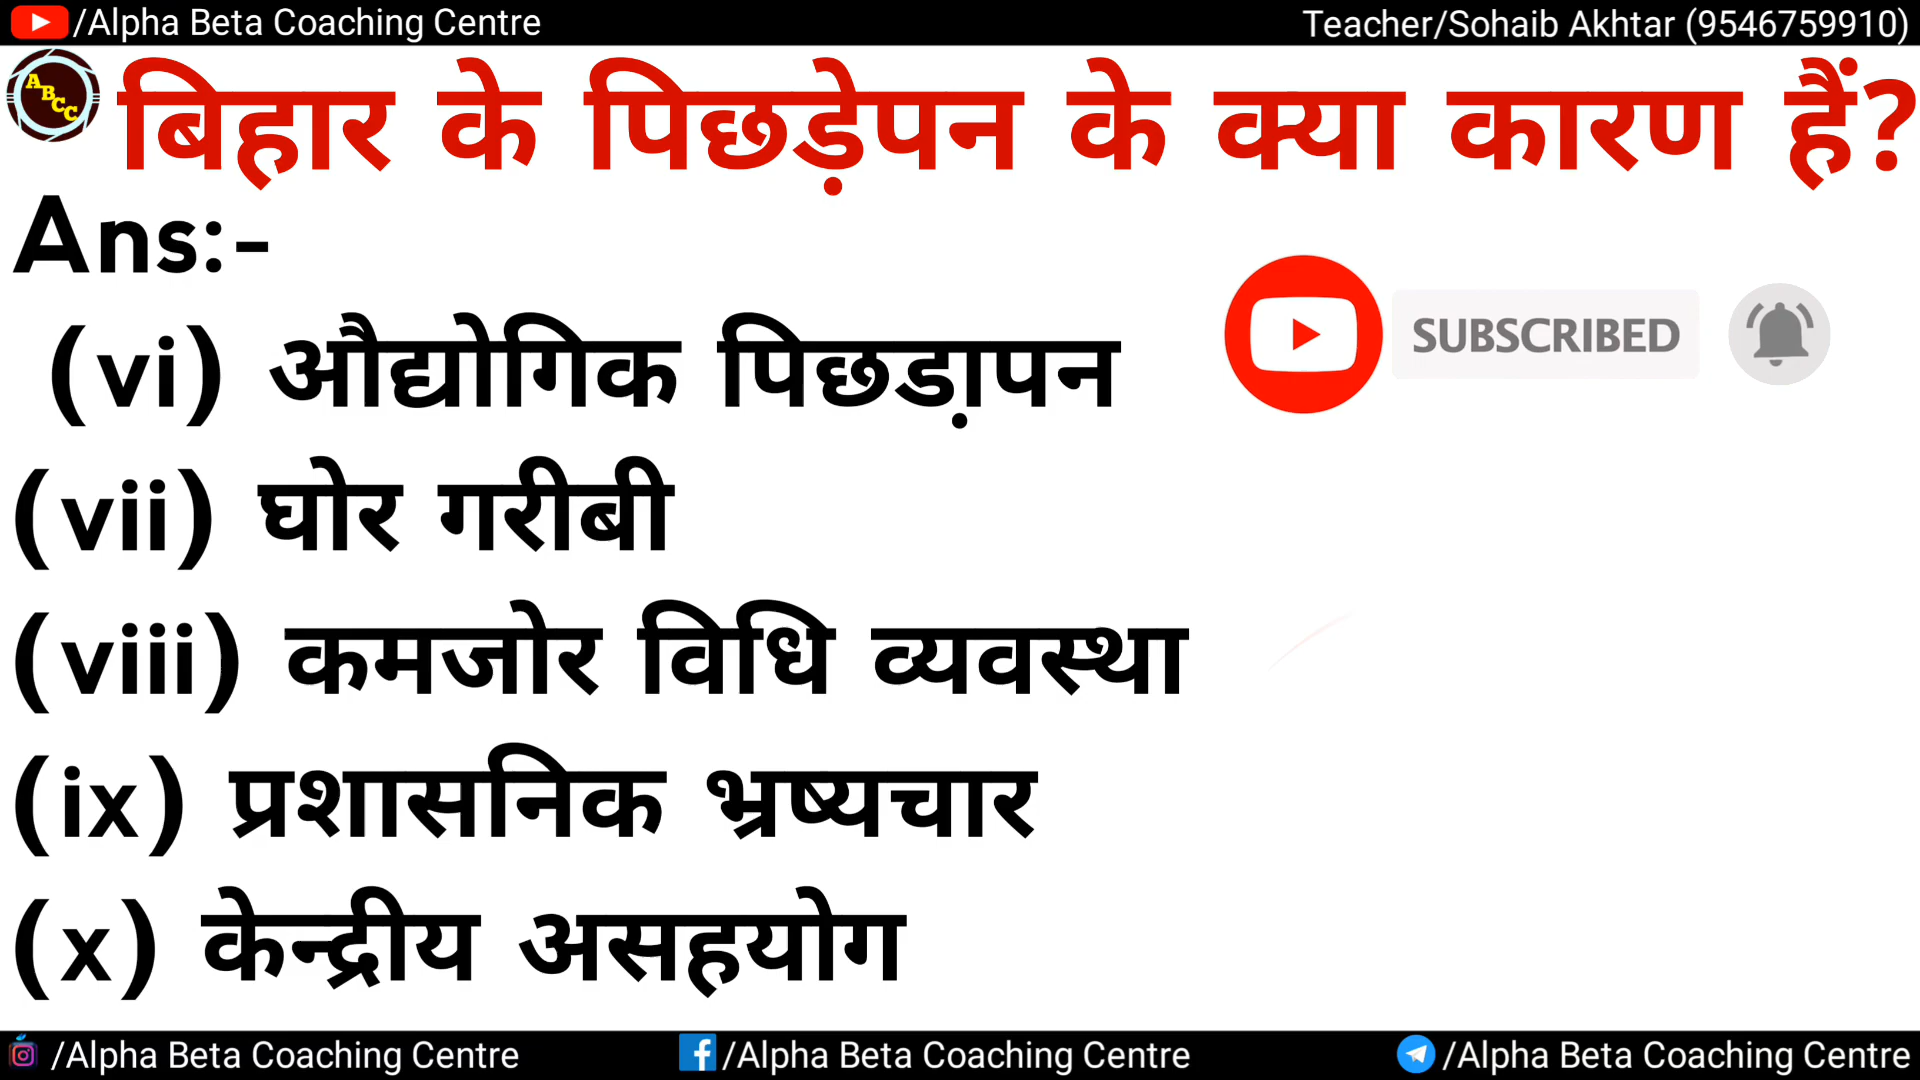 /Alpha Beta Coaching Centre
Teacher/Sohaib Akhtar (9546759910)
ABCC
बिहार के पिछड़ेपन के क्या कारण हैं?
Ans:-
(vi) औद्योगिक पिछडा़पन
SUBSCRIBED
(vii) घोर गरीबी
(viii) कमजोर विधि व्यवस्था
(ix) प्रशासनिक भ्रष्यचार
(x) केन्द्रीय असहयोग
/Alpha Beta Coaching Centre
/Alpha Beta Coaching Centre
/Alpha Beta Coaching Centre